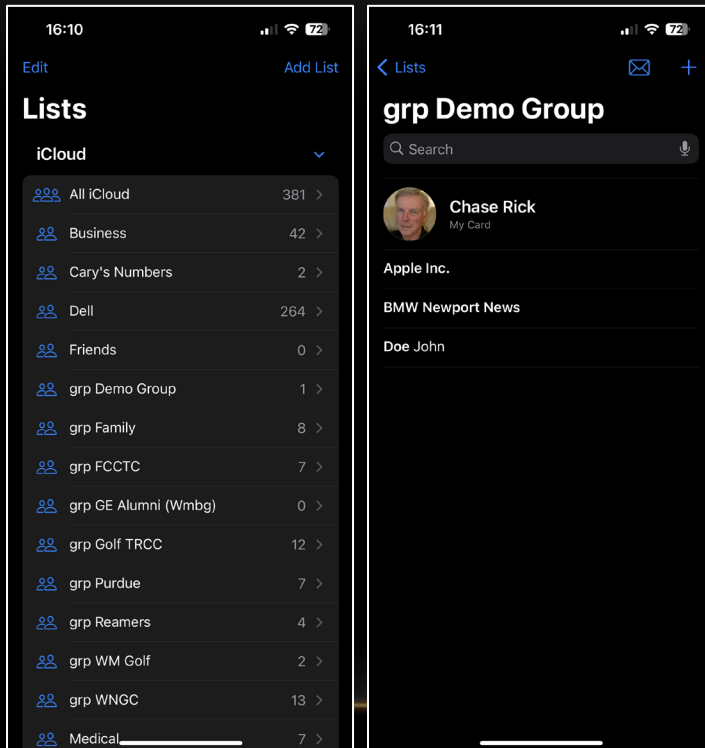 16:10
72
Edit
Add List
Lists
iCloud
All iCloud 381
Business 42
Cary's Numbers 2
Dell 264
Friends 0
grp Demo Group 1
grp Family 8
grp FCCTC 7
grp GE Alumni (Wmbg) 0
grp Golf TRCC 12
grp Purdue 7
grp Reamers 4
grp WM Golf 2
grp WNGC 13
Medical 7
16:11
72
Lists
grp Demo Group
Search
Chase Rick
My Card
Apple Inc.
BMW Newport News
Doe John